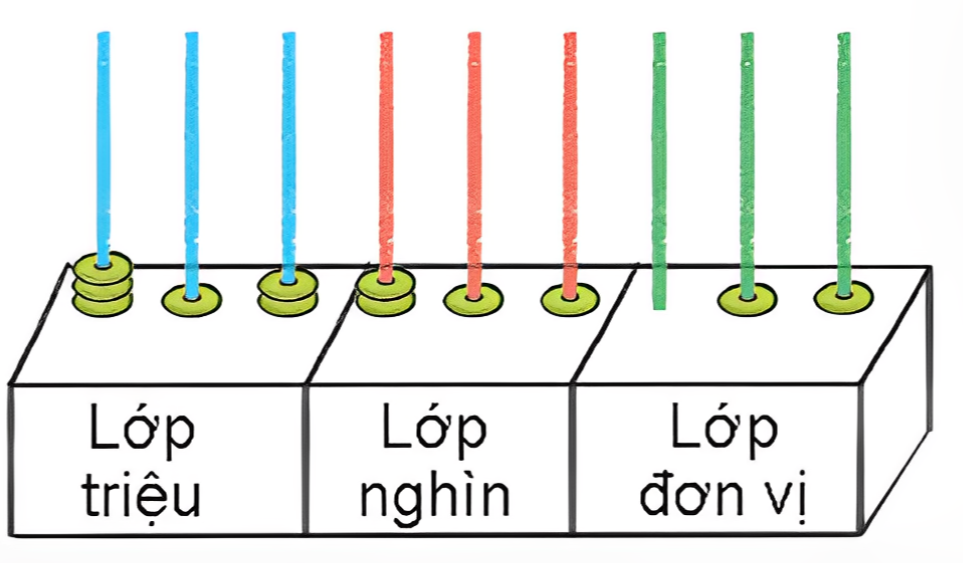 Lớp
triệu
Lớp
nghìn
Lớp
đơn vị